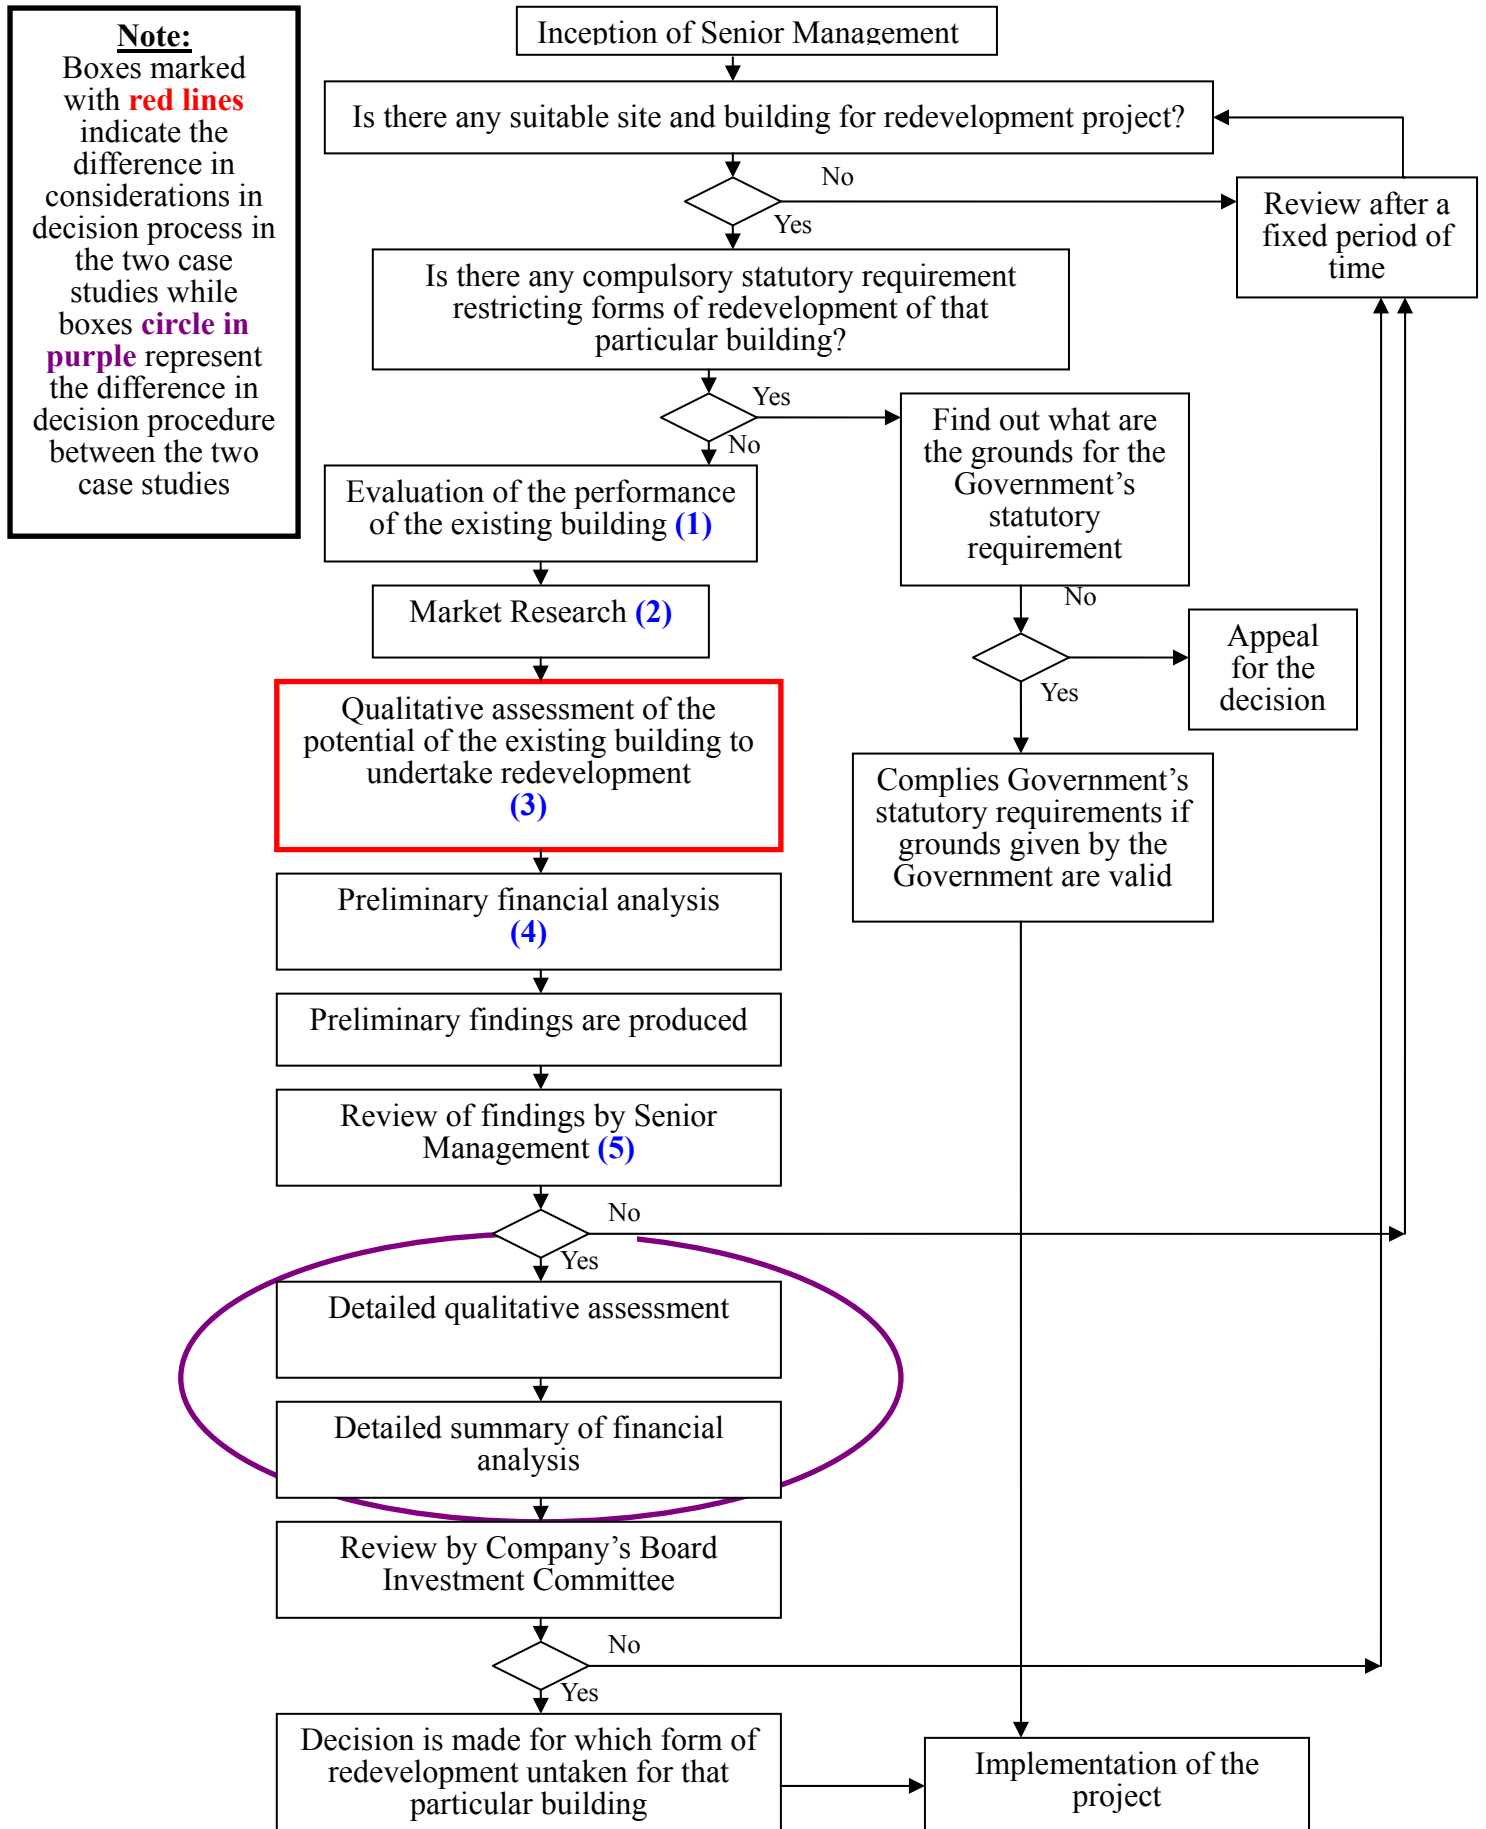 Note:
Boxes marked
with red lines
indicate the
difference in
considerations in
decision process in
the two case
studies while
boxes circle in
purple represent
the difference in
decision procedure
between the two
case studies
Inception of Senior Management
Is there any suitable site and building for redevelopment project?
No
Yes
Review after a
fixed period of
time
Is there any compulsory statutory requirement
restricting forms of redevelopment of that
particular building?
Yes
No
Find out what are
the grounds for the
Government's
statutory
requirement
Evaluation of the performance
of the existing building (1)
Market Research (2)
No
Yes
Appeal
for the
decision
Qualitative assessment of the
potential of the existing building to
undertake redevelopment
(3)
Complies Government's
statutory requirements if
grounds given by the
Government are valid
Preliminary financial analysis
(4)
Preliminary findings are produced
Review of findings by Senior
Management (5)
No
Yes
Detailed qualitative assessment
Detailed summary of financial
analysis
Review by Company's Board
Investment Committee
No
Yes
Decision is made for which form of
redevelopment untaken for that
particular building
Implementation of the
project